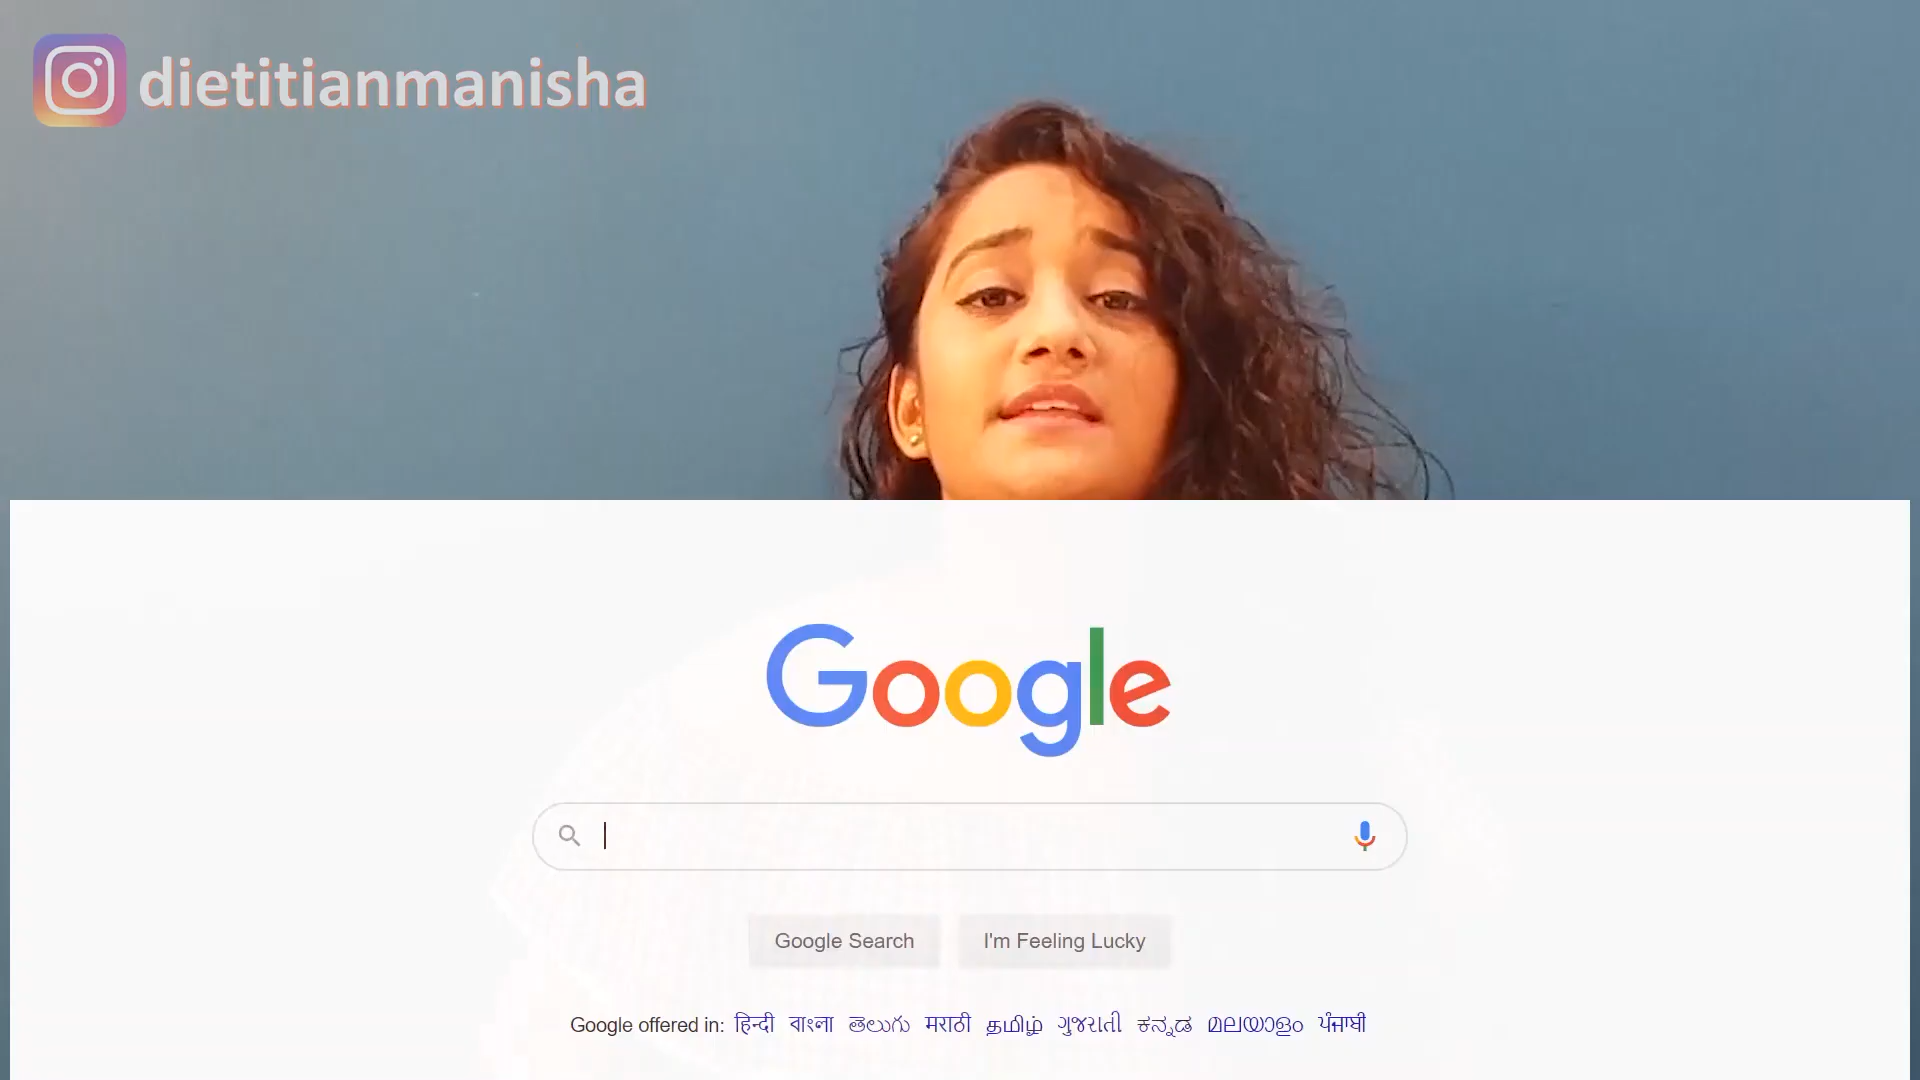 dietitianmanisha
Google
Google Search
I'm Feeling Lucky
Google offered in: हिन्दी বাংলা తెలుగు मराठी தமிழ் ગુજરાતી ಕನ್ನಡ മലയാളം ਪੰਜਾਬੀ